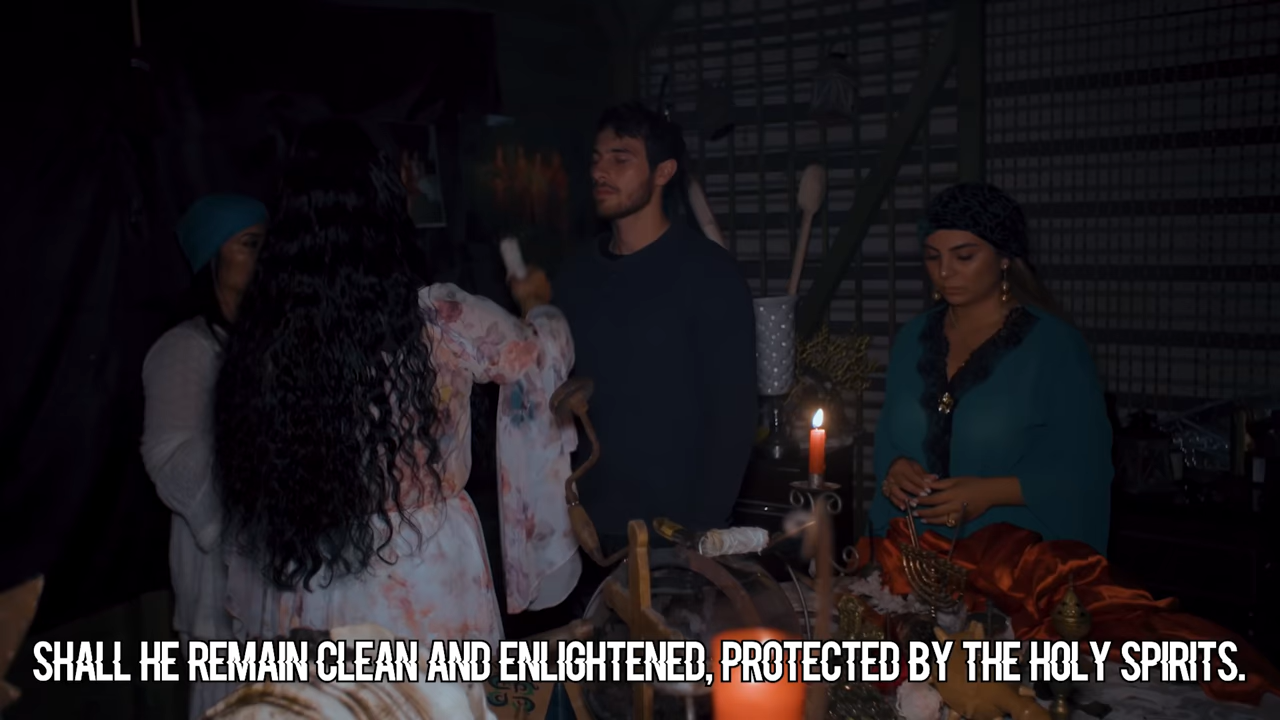 SHALL HE REMAIN CLEAN AND ENLIGHTENED, PROTECTED BY THE HOLY SPIRITS.